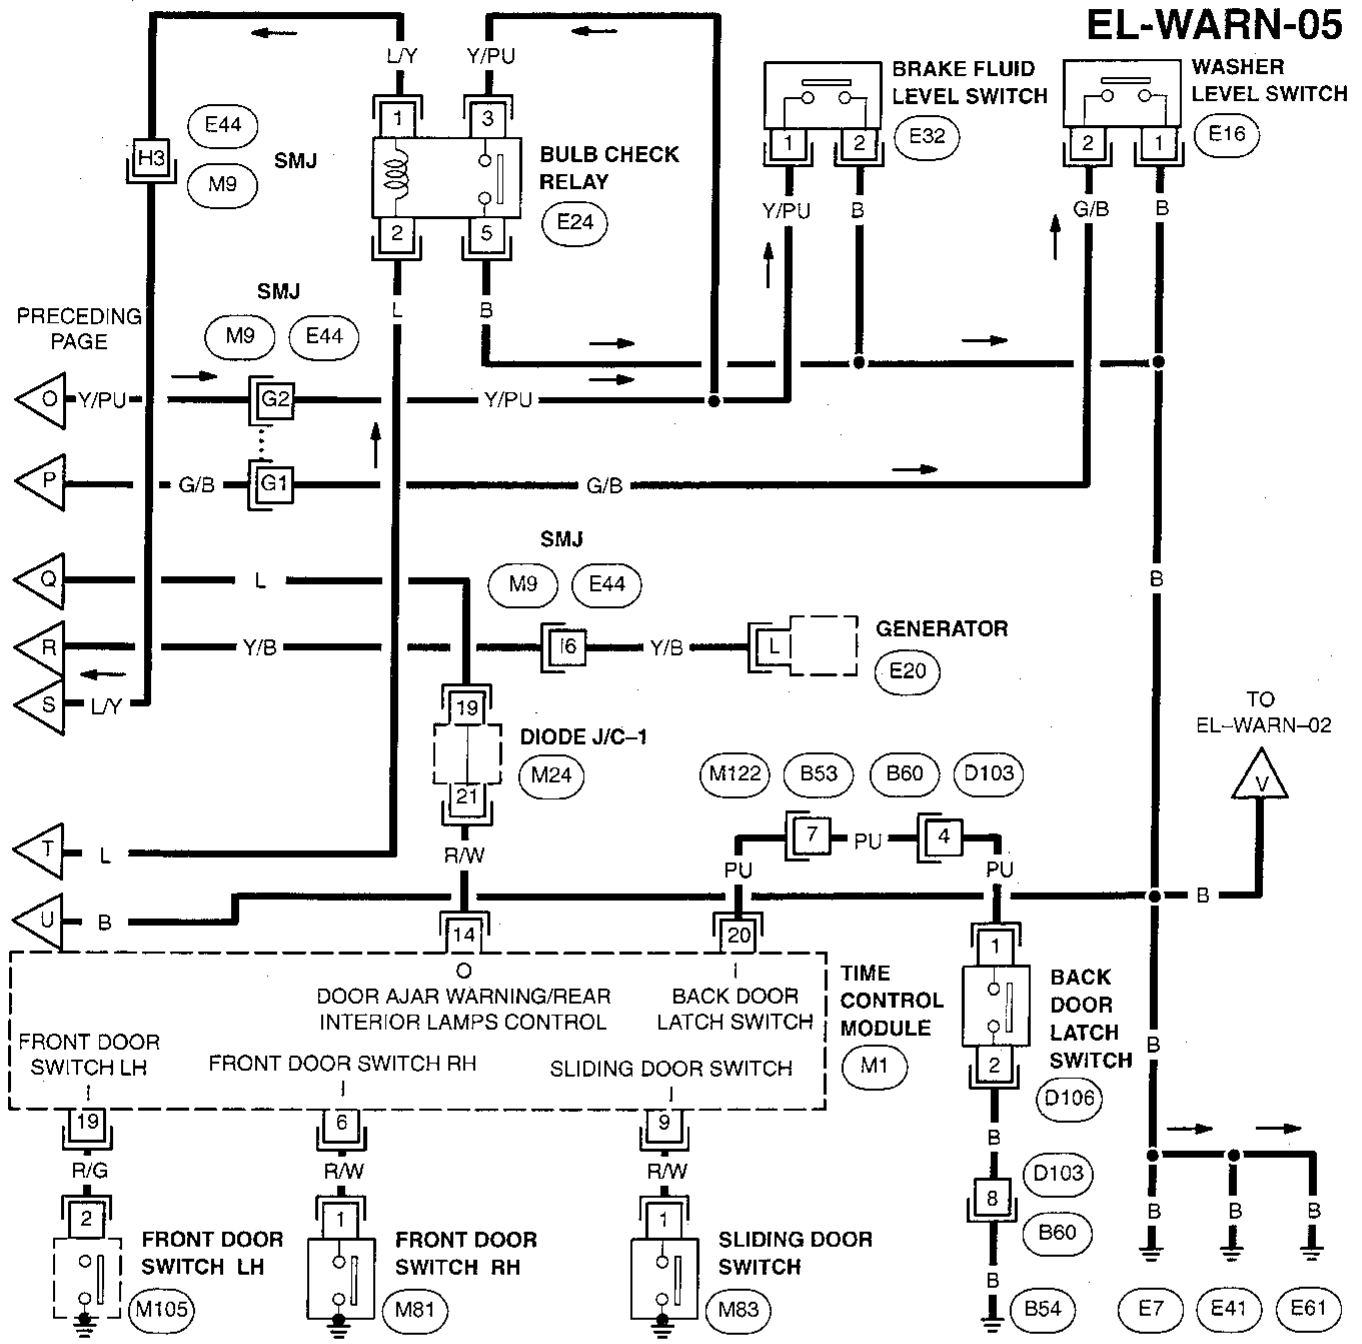 EL-WARN-05
L/Y
Y/PU
BRAKE FLUID
LEVEL SWITCH
E32
WASHER
LEVEL SWITCH
E16
E44
M9
SMJ
H3
1
3
BULB CHECK
RELAY
E24
2
5
1
2
2
1
Y/PU
B
G/B
B
L
B
SMJ
M9
E44
PRECEDING
PAGE
O
Y/PU
G2
Y/PU
P
G/B
G1
G/B
SMJ
M9
E44
Q
L
B
R
Y/B
I6
Y/B
L
GENERATOR
E20
S
L/Y
19
DIODE J/C–1
M24
21
TO
EL–WARN–02
V
M122
B53
B60
D103
7
PU
4
T
L
R/W
PU
PU
U
B
B
14
20
1
DOOR AJAR WARNING/REAR
INTERIOR LAMPS CONTROL
BACK DOOR
LATCH SWITCH
TIME
CONTROL
MODULE
M1
BACK
DOOR
LATCH
SWITCH
D106
2
FRONT DOOR
SWITCH LH
FRONT DOOR SWITCH RH
SLIDING DOOR SWITCH
B
19
6
9
B
R/G
R/W
R/W
D103
8
B60
2
1
1
B
B
B
FRONT DOOR
SWITCH LH
M105
FRONT DOOR
SWITCH RH
M81
SLIDING DOOR
SWITCH
M83
B
B54
E7
E41
E61